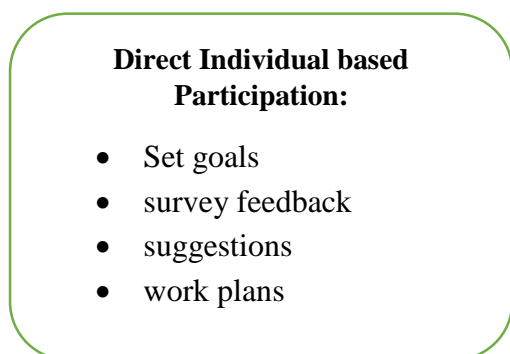 Direct Individual based
Participation:
• Set goals
• survey feedback
• suggestions
• work plans